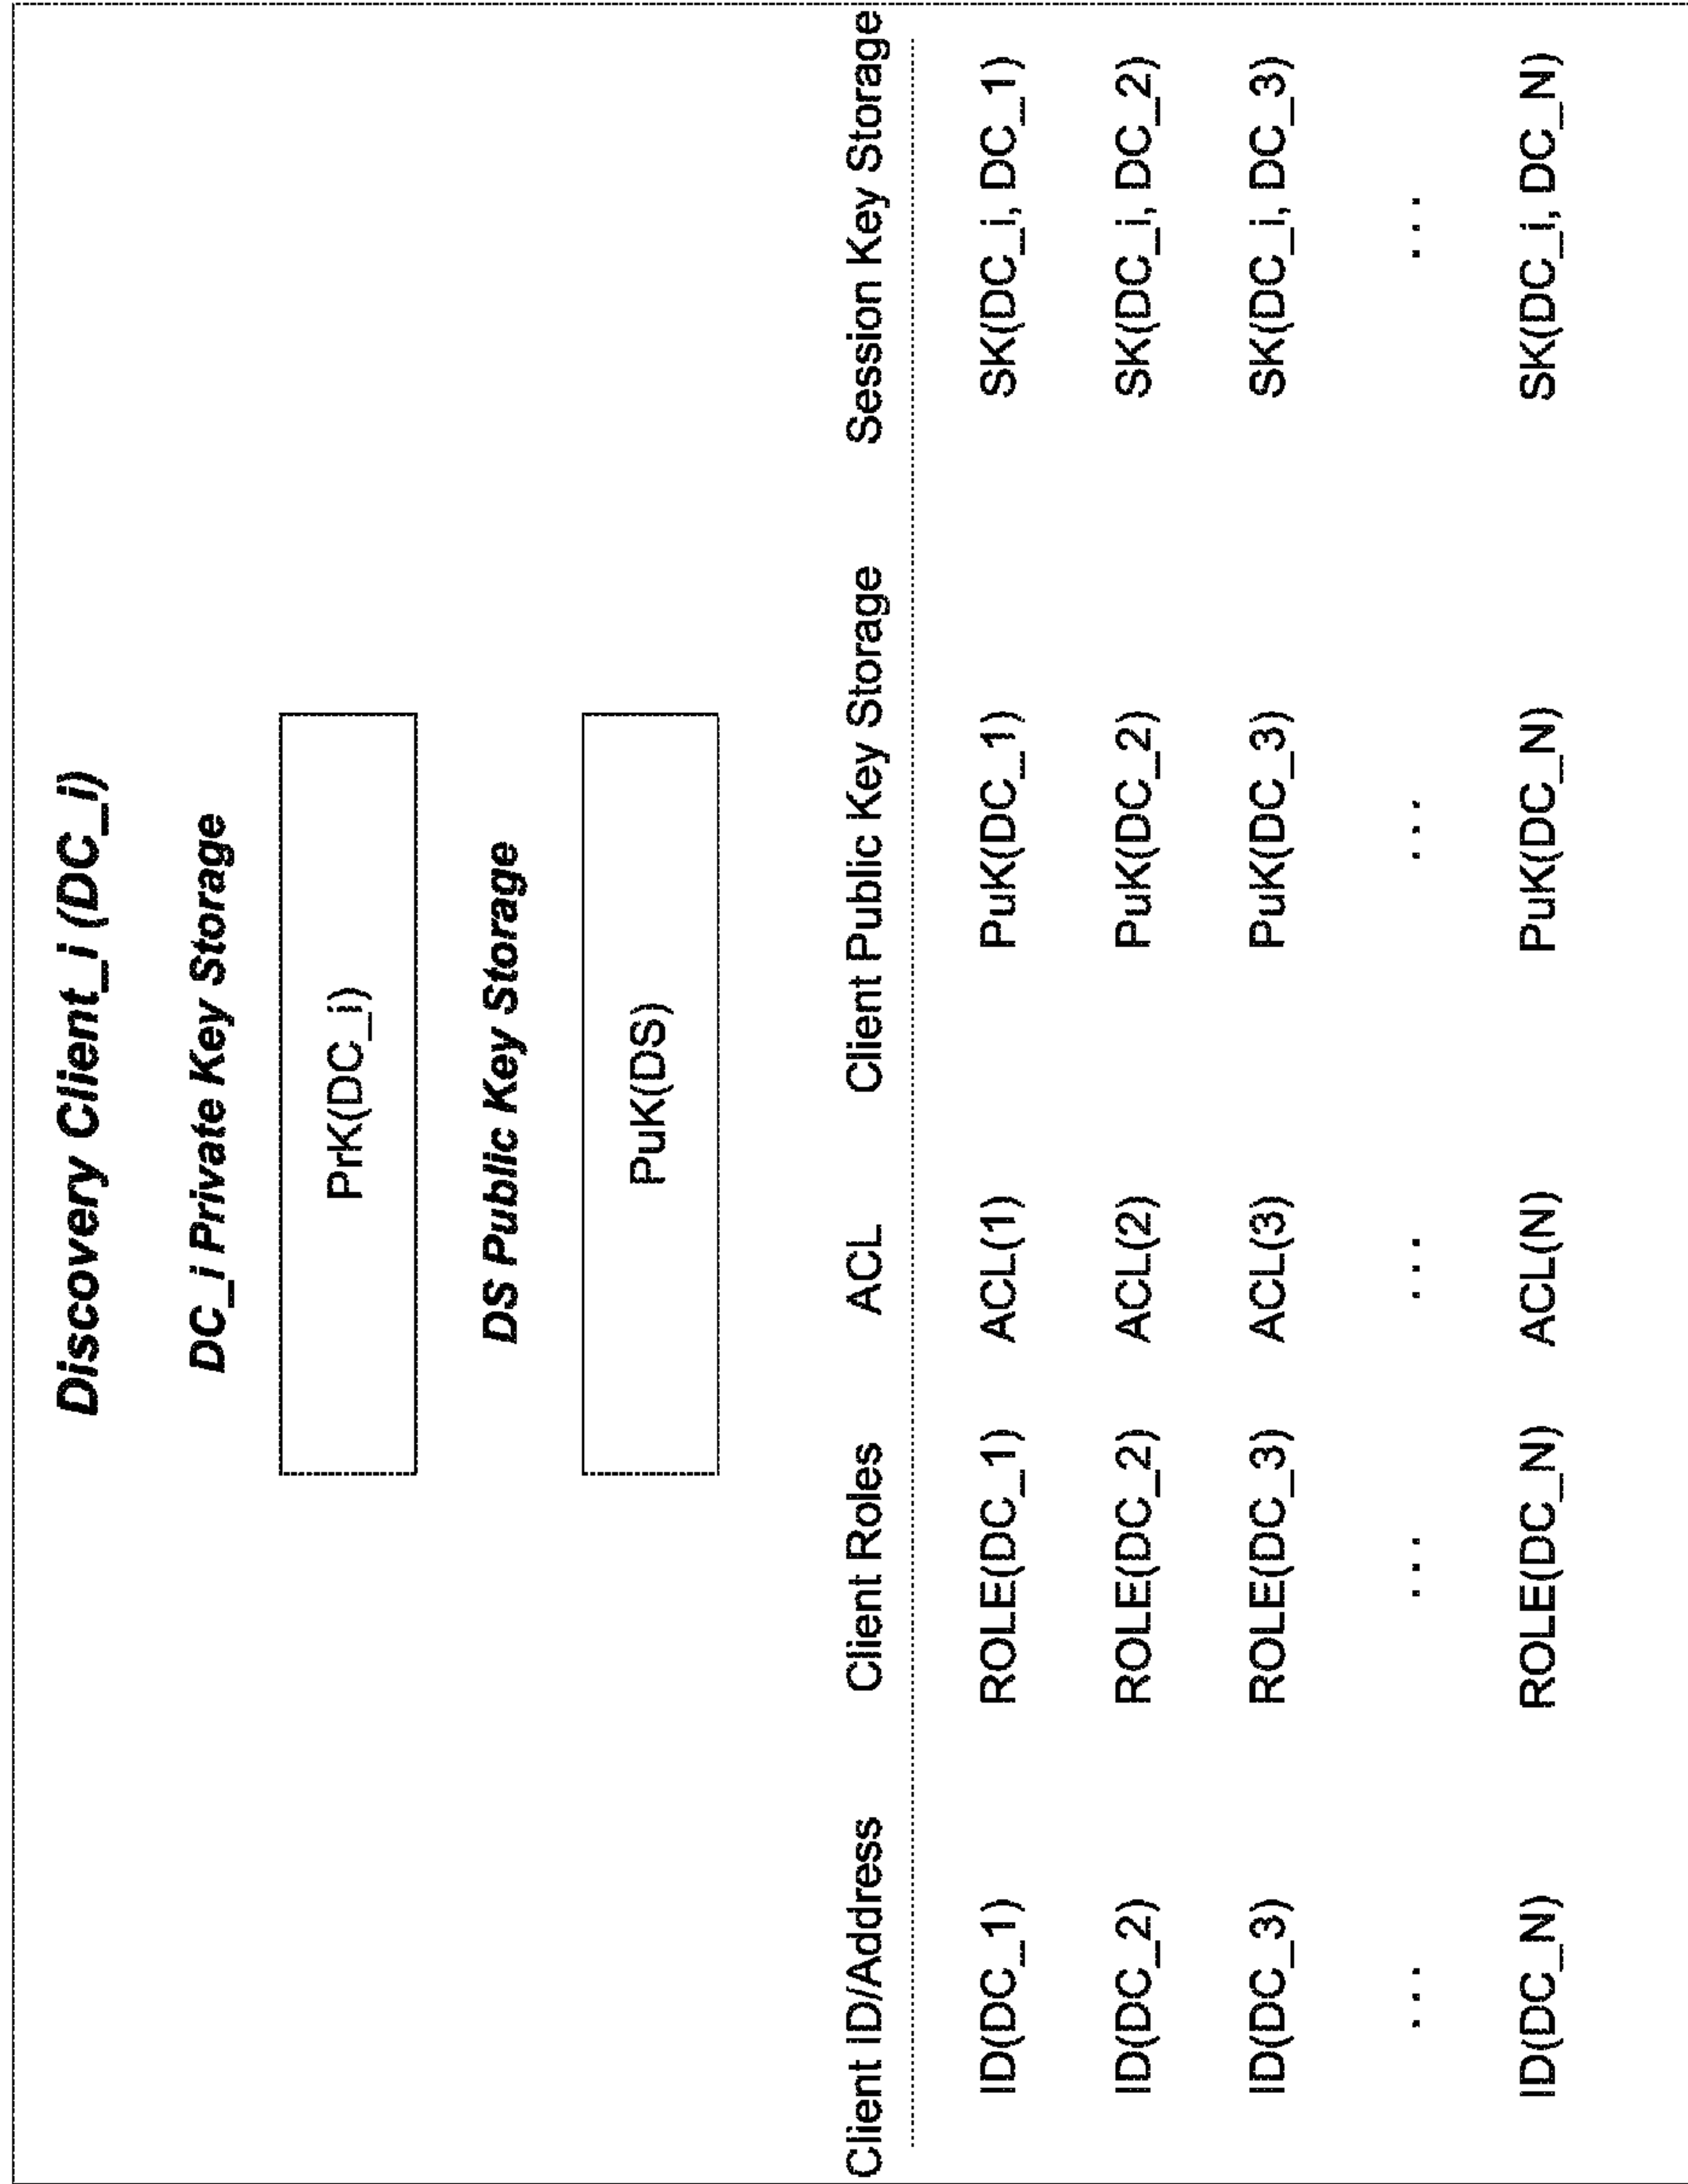 Discovery Client_i (DC_i)
DC_i Private Key Storage
PrK(DC_i)
DS Public Key Storage
PuK(DS)
Client ID/Address Client Roles ACL Client Public Key Storage Session Key Storage
ID(DC_1) ROLE(DC_1) ACL(1) PuK(DC_1) SK(DC_i, DC_1)
ID(DC_2) ROLE(DC_2) ACL(2) PuK(DC_2) SK(DC_i, DC_2)
ID(DC_3) ROLE(DC_3) ACL(3) PuK(DC_3) SK(DC_i, DC_3)
... ... ... ... ...
ID(DC_N) ROLE(DC_N) ACL(N) PuK(DC_N) SK(DC_i, DC_N)